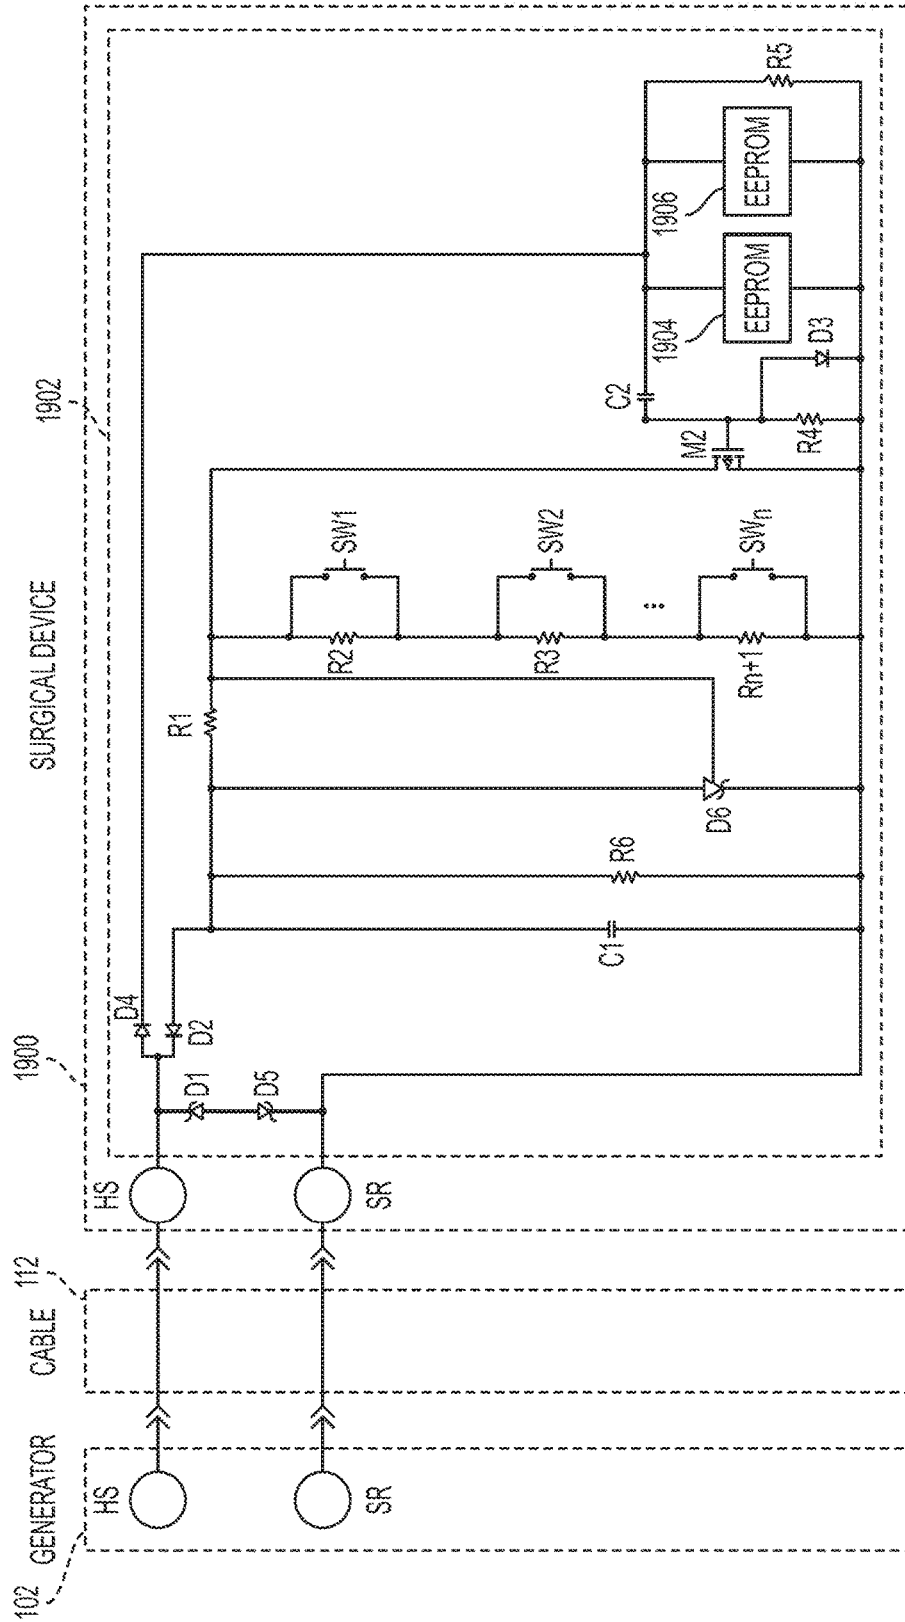 102
GENERATOR
CABLE
112
1900
SURGICAL DEVICE
1902
HS
HS
SR
SR
D1
D5
D4
D2
C1
R6
D6
R1
R2
SW1
R3
SW2
...
Rn+1
SWn
M2
C2
R4
D3
1904
EEPROM
1906
EEPROM
R5